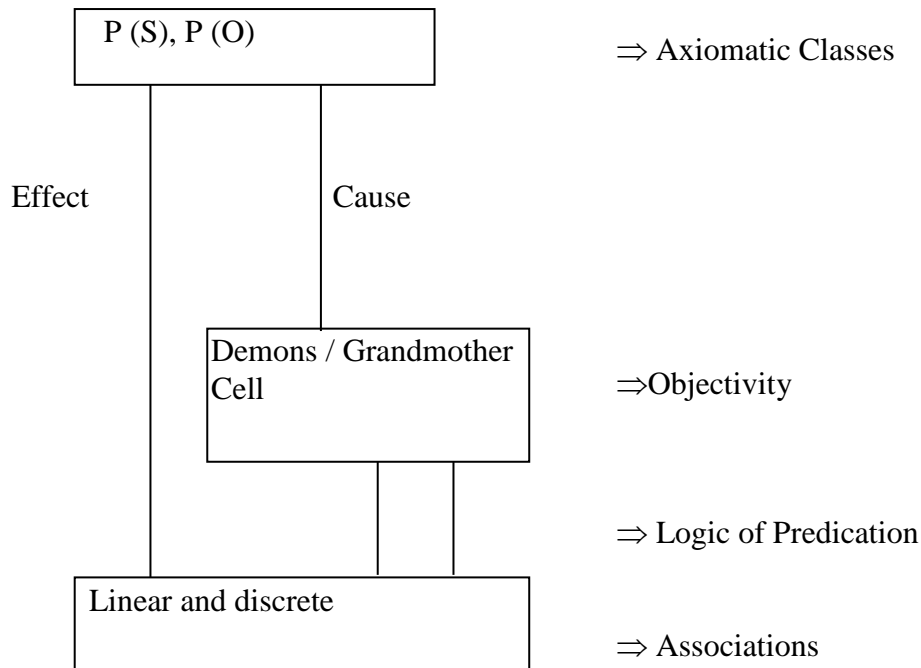 P (S), P (O)
⇒ Axiomatic Classes
Effect
Cause
Demons / Grandmother
Cell
⇒Objectivity
⇒ Logic of Predication
Linear and discrete
⇒ Associations